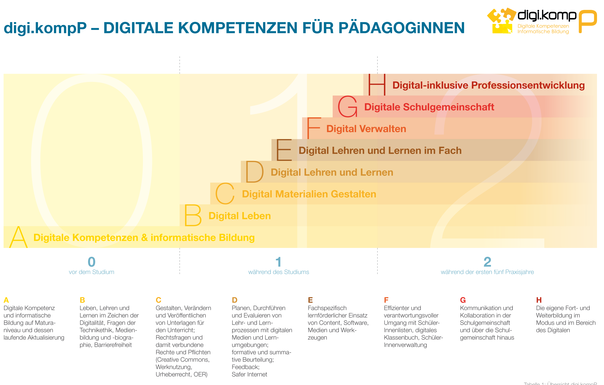 digi.kompP – DIGITALE KOMPETENZEN FÜR PÄDAGOGiNNEN
digi.komp P
Digitale Kompetenzen
Informatische Bildung
0 1 2
H Digital-inklusive Professionsentwicklung
G Digitale Schulgemeinschaft
F Digital Verwalten
E Digital Lehren und Lernen im Fach
D Digital Lehren und Lernen
C Digital Materialien Gestalten
B Digital Leben
A Digitale Kompetenzen & informatische Bildung
0
vor dem Studium
1
während des Studiums
2
während der ersten fünf Praxisjahre
A
Digitale Kompetenz
und informatische
Bildung auf Matura-
niveau und dessen
laufende Aktualisierung
B
Leben, Lehren und
Lernen im Zeichen der
Digitalität, Fragen der
Technikethik, Medien-
bildung und -biogra-
phie, Barrierefreiheit
C
Gestalten, Verändern
und Veröffentlichen
von Unterlagen für
den Unterricht;
Rechtsfragen und
damit verbundene
Rechte und Pflichten
(Creative Commons,
Werknutzung,
Urheberrecht, OER)
D
Planen, Durchführen
und Evaluieren von
Lehr- und Lern-
prozessen mit digitalen
Medien und Lern-
umgebungen;
formative und summa-
tive Beurteilung;
Feedback;
Safer Internet
E
Fachspezifisch
lernförderlicher Einsatz
von Content, Software,
Medien und Werk-
zeugen
F
Effizienter und
verantwortungsvoller
Umgang mit Schüler-
Innenlisten, digitales
Klassenbuch, Schüler-
Innenverwaltung
G
Kommunikation und
Kollaboration in der
Schulgemeinschaft
und über die Schul-
gemeinschaft hinaus
H
Die eigene Fort- und
Weiterbildung im
Modus und im Bereich
des Digitalen